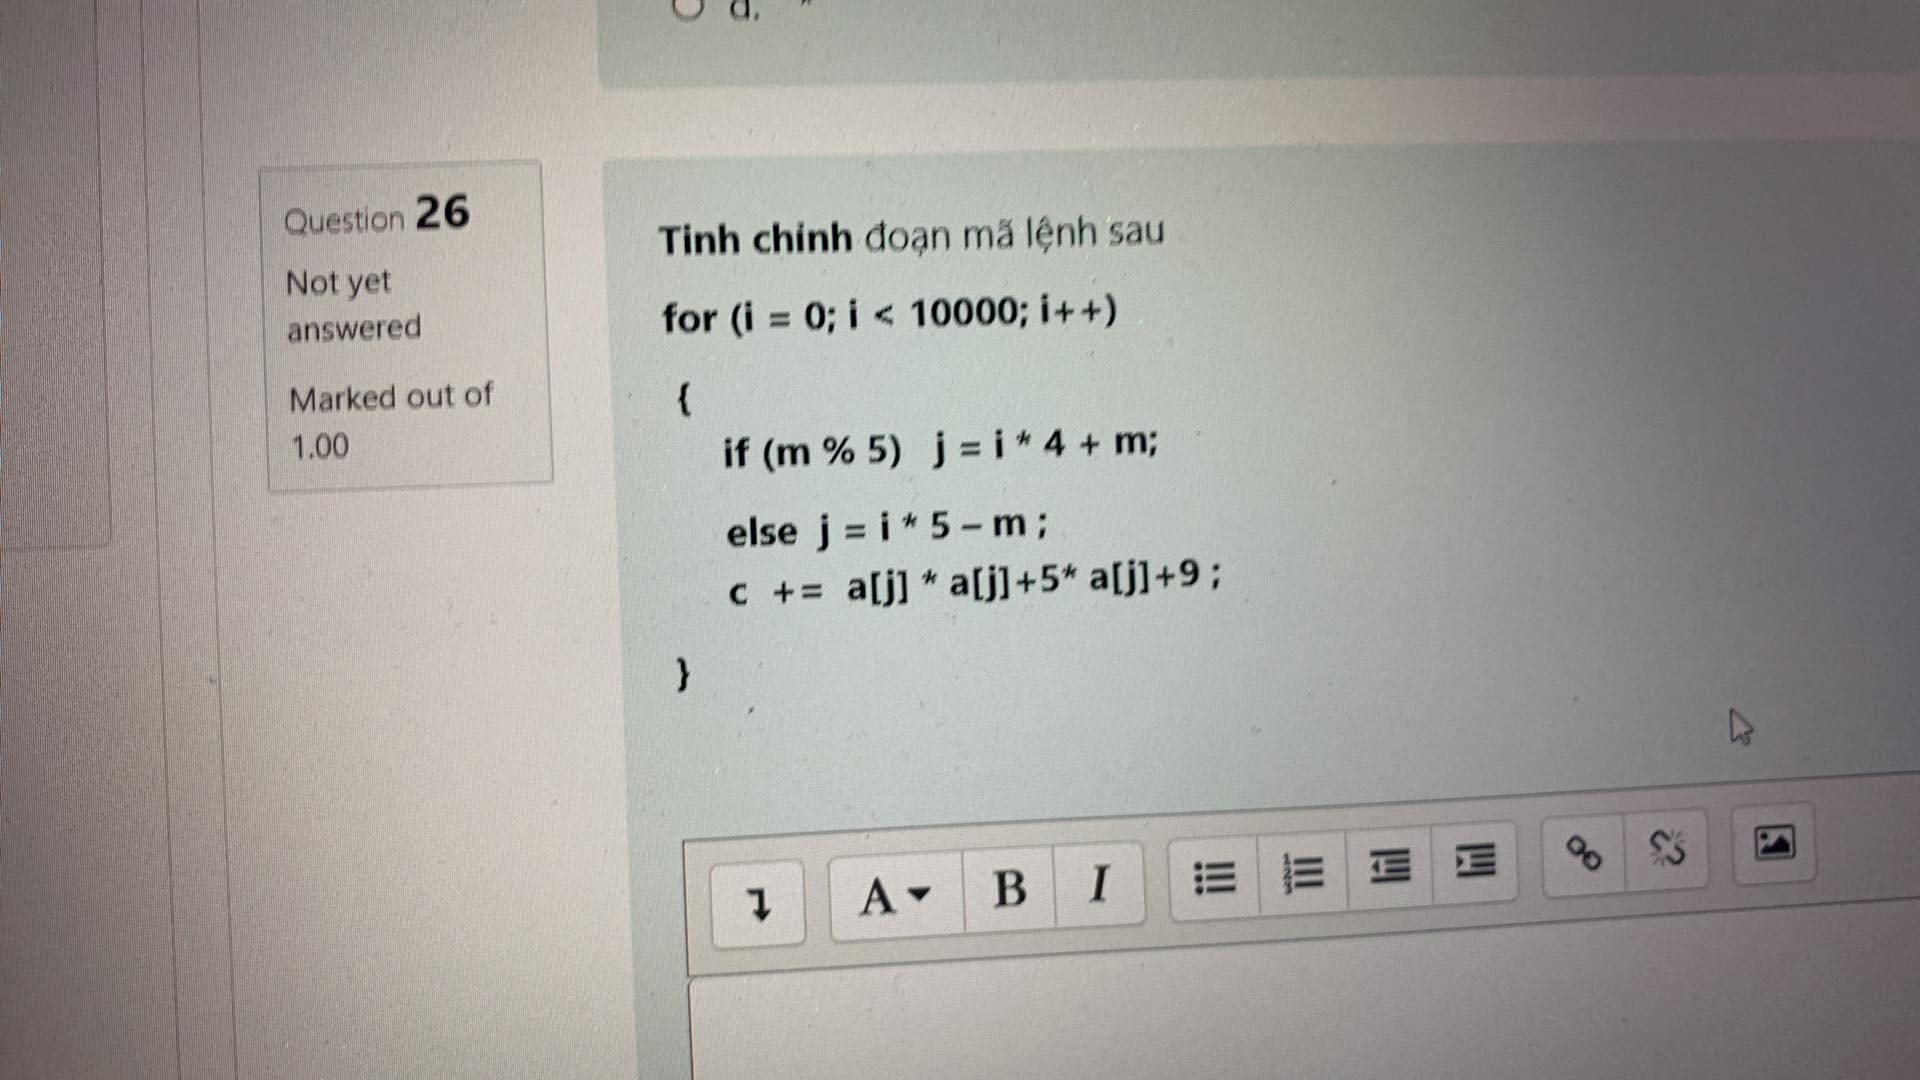 d.
Question 26
Not yet
answered
Marked out of
1.00
Tinh chinh đoạn mã lệnh sau
for (i = 0; i < 10000; i++)
{
if (m % 5) j = i * 4 + m;
else j = i * 5 – m ;
c += a[j] * a[j]+5* a[j]+9 ;
}
A
B
I